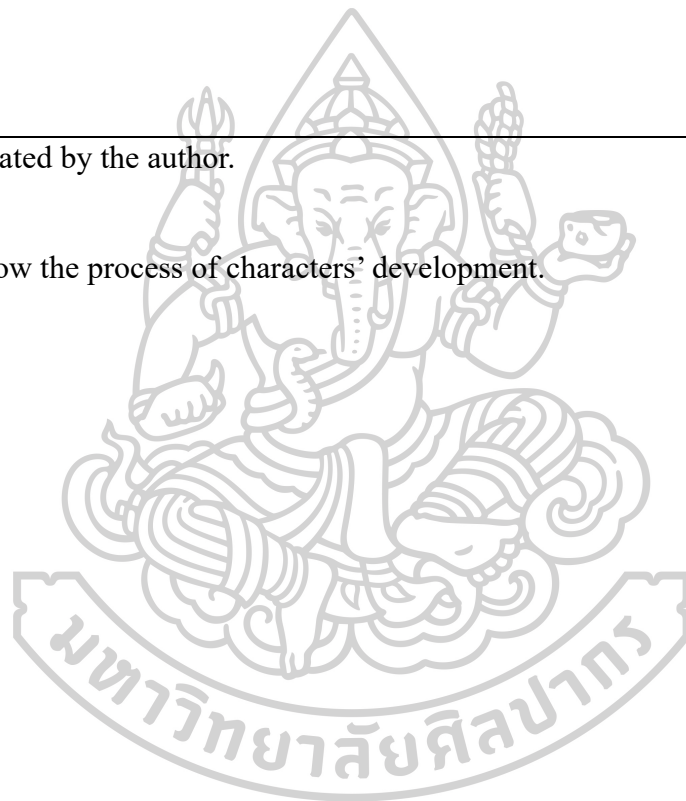 ated by the author.
ow the process of characters’ development.
มหาวิทยาลัยศิลปากร